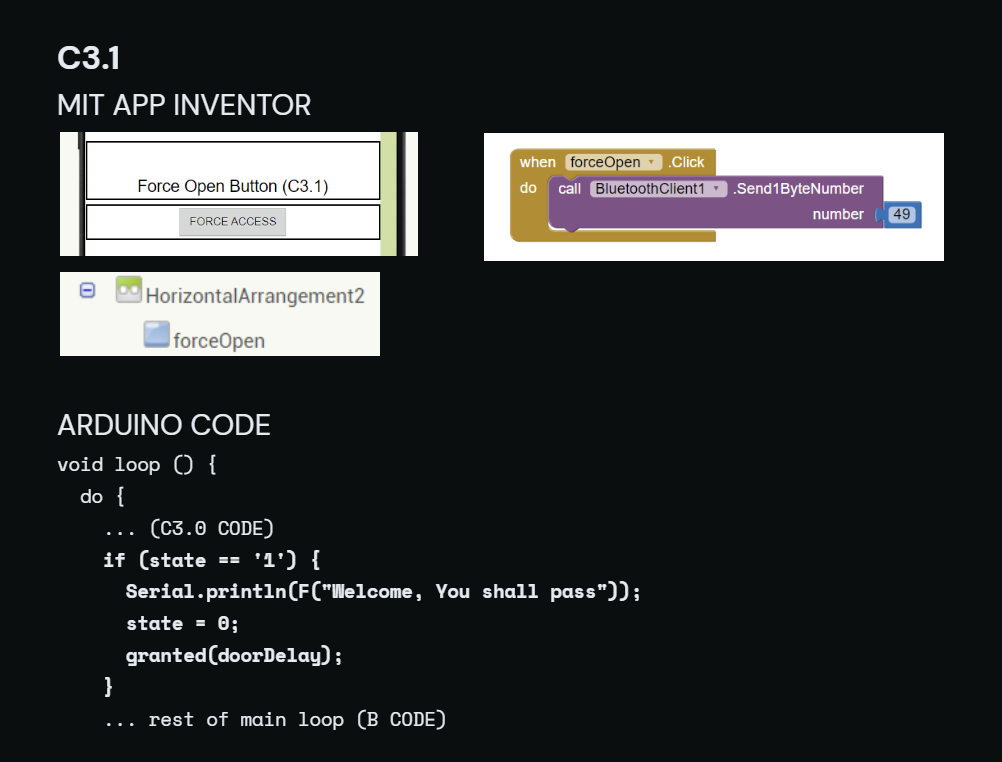 C3.1
MIT APP INVENTOR
Force Open Button (C3.1)
FORCE ACCESS
when forceOpen .Click
do call BluetoothClient1 .Send1ByteNumber
number 49
HorizontalArrangement2
forceOpen
ARDUINO CODE
void loop () {
do {
... (C3.0 CODE)
if (state == '1') {
Serial.println(F("Welcome, You shall pass"));
state = 0;
granted(doorDelay);
}
... rest of main loop (B CODE)